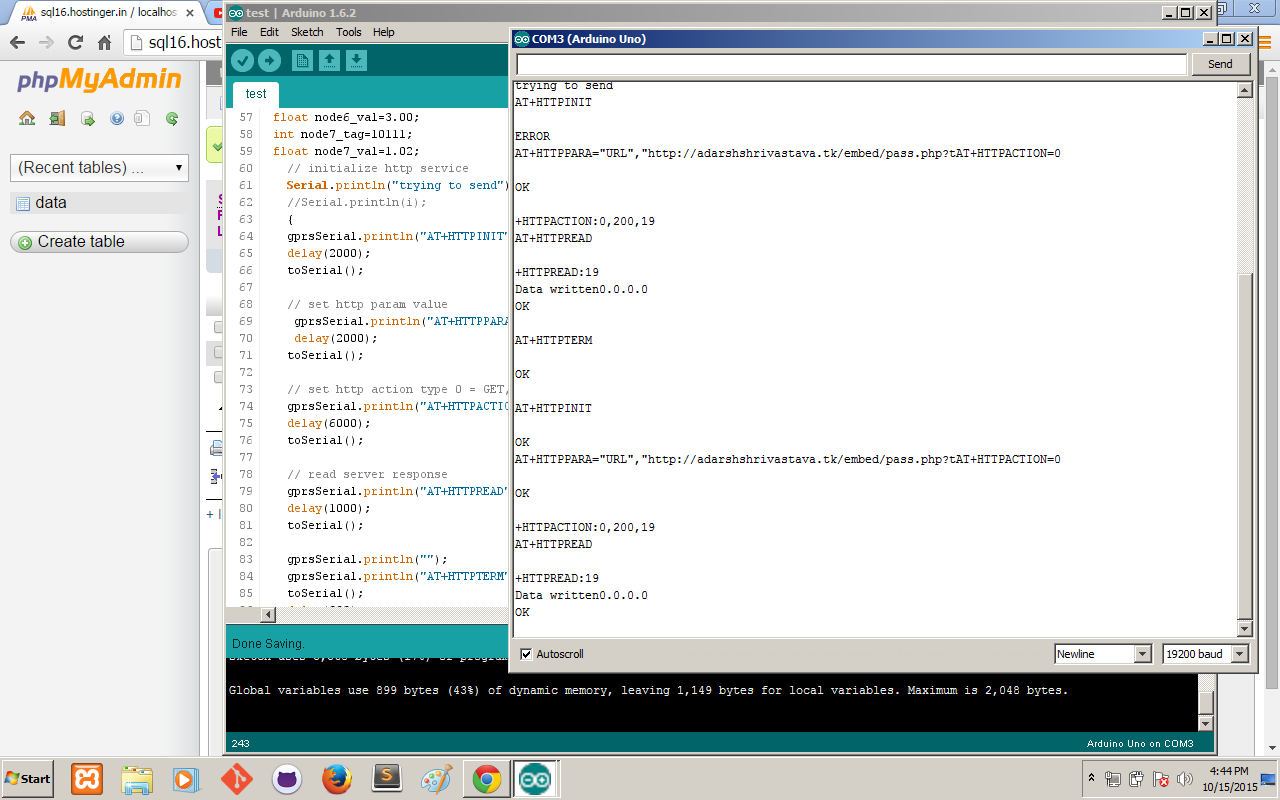 sql16.hostinger.in / localhos
sql16.host
phpMyAdmin
(Recent tables) ...
data
Create table
test | Arduino 1.6.2
File Edit Sketch Tools Help
test
57 float node6_val=3.00;
58 int node7_tag=10111;
59 float node7_val=1.02;
60 // initialize http service
61 Serial.println("trying to send")
62 //Serial.println(i);
63 {
64 gprsSerial.println("AT+HTTPINIT"
65 delay(2000);
66 toSerial();
67
68 // set http param value
69 gprsSerial.println("AT+HTTPPARA
70 delay(2000);
71 toSerial();
72
73 // set http action type 0 = GET,
74 gprsSerial.println("AT+HTTPACTIO
75 delay(6000);
76 toSerial();
77
78 // read server response
79 gprsSerial.println("AT+HTTPREAD"
80 delay(1000);
81 toSerial();
82
83 gprsSerial.println("");
84 gprsSerial.println("AT+HTTPTERM"
85 toSerial();
Done Saving.
Global variables use 899 bytes (43%) of dynamic memory, leaving 1,149 bytes for local variables. Maximum is 2,048 bytes.
243
Arduino Uno on COM3
COM3 (Arduino Uno)
Send
trying to send
AT+HTTPINIT
ERROR
AT+HTTPPARA="URL","http://adarshshrivastava.tk/embed/pass.php?tAT+HTTPACTION=0
OK
+HTTPACTION:0,200,19
AT+HTTPREAD
+HTTPREAD:19
Data written0.0.0.0
OK
AT+HTTPTERM
OK
AT+HTTPINIT
OK
AT+HTTPPARA="URL","http://adarshshrivastava.tk/embed/pass.php?tAT+HTTPACTION=0
OK
+HTTPACTION:0,200,19
AT+HTTPREAD
+HTTPREAD:19
Data written0.0.0.0
OK
Autoscroll
Newline
19200 baud
Start
4:44 PM
10/15/2015